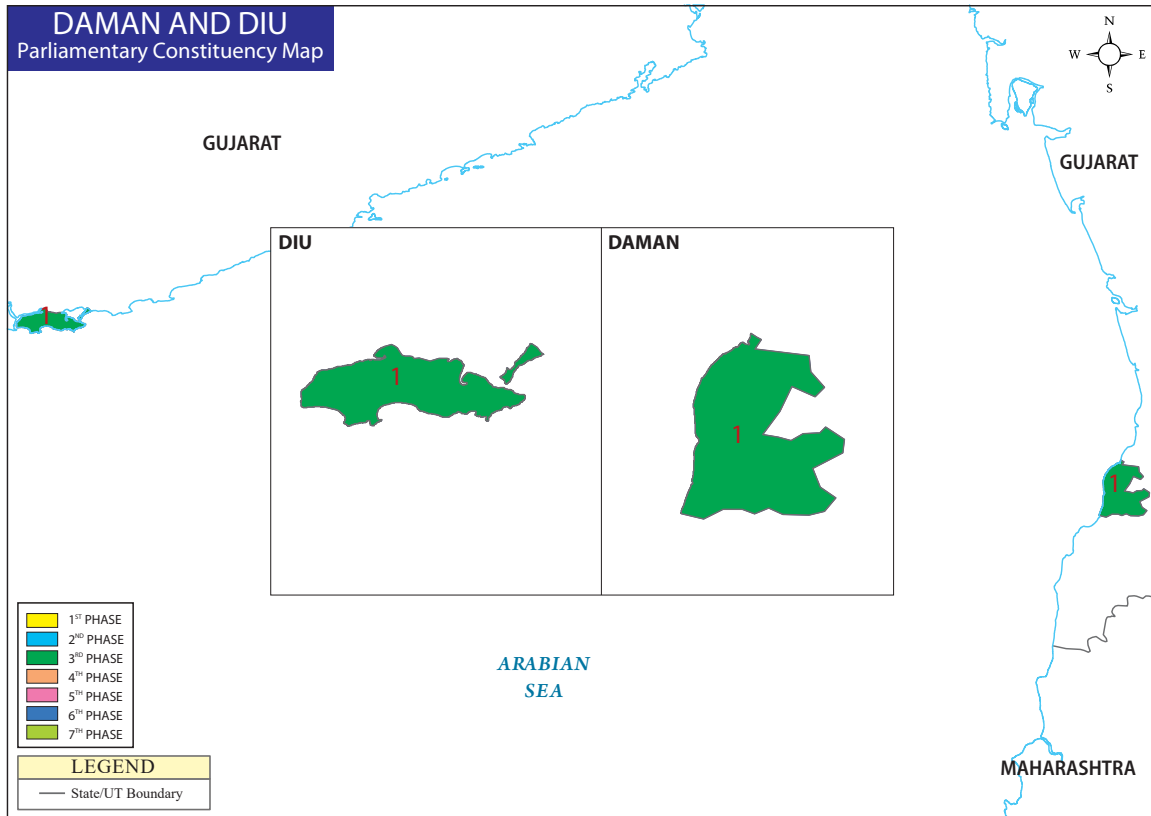 DAMAN AND DIU
Parliamentary Constituency Map
N
W E
S
GUJARAT
GUJARAT
DIU
DAMAN
1
1
1
1
1ST PHASE
2ND PHASE
3RD PHASE
4TH PHASE
5TH PHASE
6TH PHASE
7TH PHASE
ARABIAN
SEA
LEGEND
State/UT Boundary
MAHARASHTRA